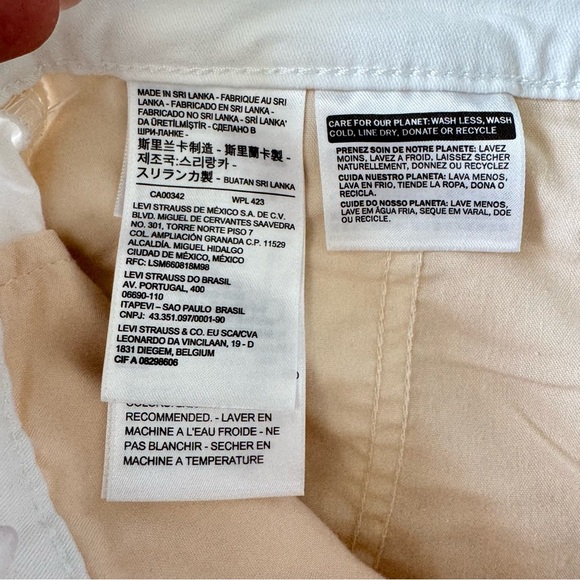 MADE IN SRI LANKA - FABRIQUE AU SRI
LANKA - FABRICADO EN SRI LANKA -
FABRICADO NO SRI LANKA - SRI LANKA'
DA ÜRETİLMİŞTİR - СДЕЛАНО В
ШРИ-ЛАНКЕ -
斯里兰卡制造 - 斯里蘭卡製 -
제조국:스리랑카 -
スリランカ製 - BUATAN SRI LANKA
CA00342 WPL 423
LEVI STRAUSS DE MÉXICO S.A. DE C.V.
BLVD. MIGUEL DE CERVANTES SAAVEDRA
NO. 301, TORRE NORTE PISO 7
COL. AMPLIACIÓN GRANADA C.P. 11529
ALCALDÍA. MIGUEL HIDALGO
CIUDAD DE MÉXICO, MÉXICO
RFC: LSM660818M98
LEVI STRAUSS DO BRASIL
AV. PORTUGAL, 400
06690-110
ITAPEVI – SAO PAULO BRASIL
CNPJ: 43.351.097/0001-90
LEVI STRAUSS & CO. EU SCA/CVA
LEONARDO DA VINCILAAN, 19 - D
1831 DIEGEM, BELGIUM
CIF A 08298606
RECOMMENDED. - LAVER EN
MACHINE A L'EAU FROIDE - NE
PAS BLANCHIR - SECHER EN
MACHINE A TEMPERATURE
CARE FOR OUR PLANET: WASH LESS, WASH
COLD, LINE DRY, DONATE OR RECYCLE
PRENEZ SOIN DE NOTRE PLANETE: LAVEZ
MOINS, LAVEZ A FROID, LAISSEZ SECHER
NATURELLEMENT, DONNEZ OU RECYCLEZ
CUIDA NUESTRO PLANETA: LAVA MENOS,
LAVA EN FRIO, TIENDE LA ROPA, DONA O
RECICLA.
CUIDE DO NOSSO PLANETA: LAVE MENOS,
LAVE EM ÁGUA FRIA, SEQUE EM VARAL, DOE
OU RECICLE